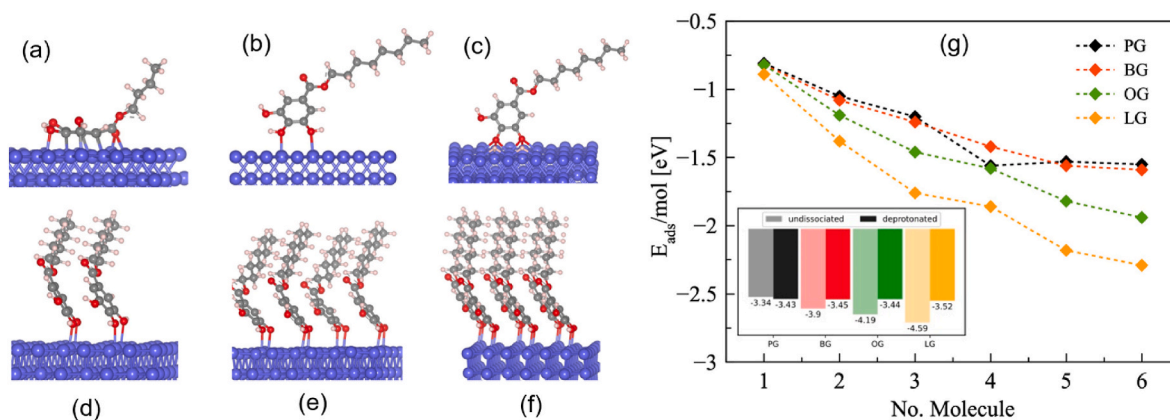 (a)
(b)
(c)
(d)
(e)
(f)
(g)
PG
BG
OG
LG
E_ads/mol [eV]
−0.5
−1
−1.5
−2
−2.5
−3
undissociated
deprotonated
-3.34
-3.43
-3.9
-3.45
-4.19
-3.44
-4.59
-3.52
PG
BG
OG
LG
1
2
3
4
5
6
No. Molecule